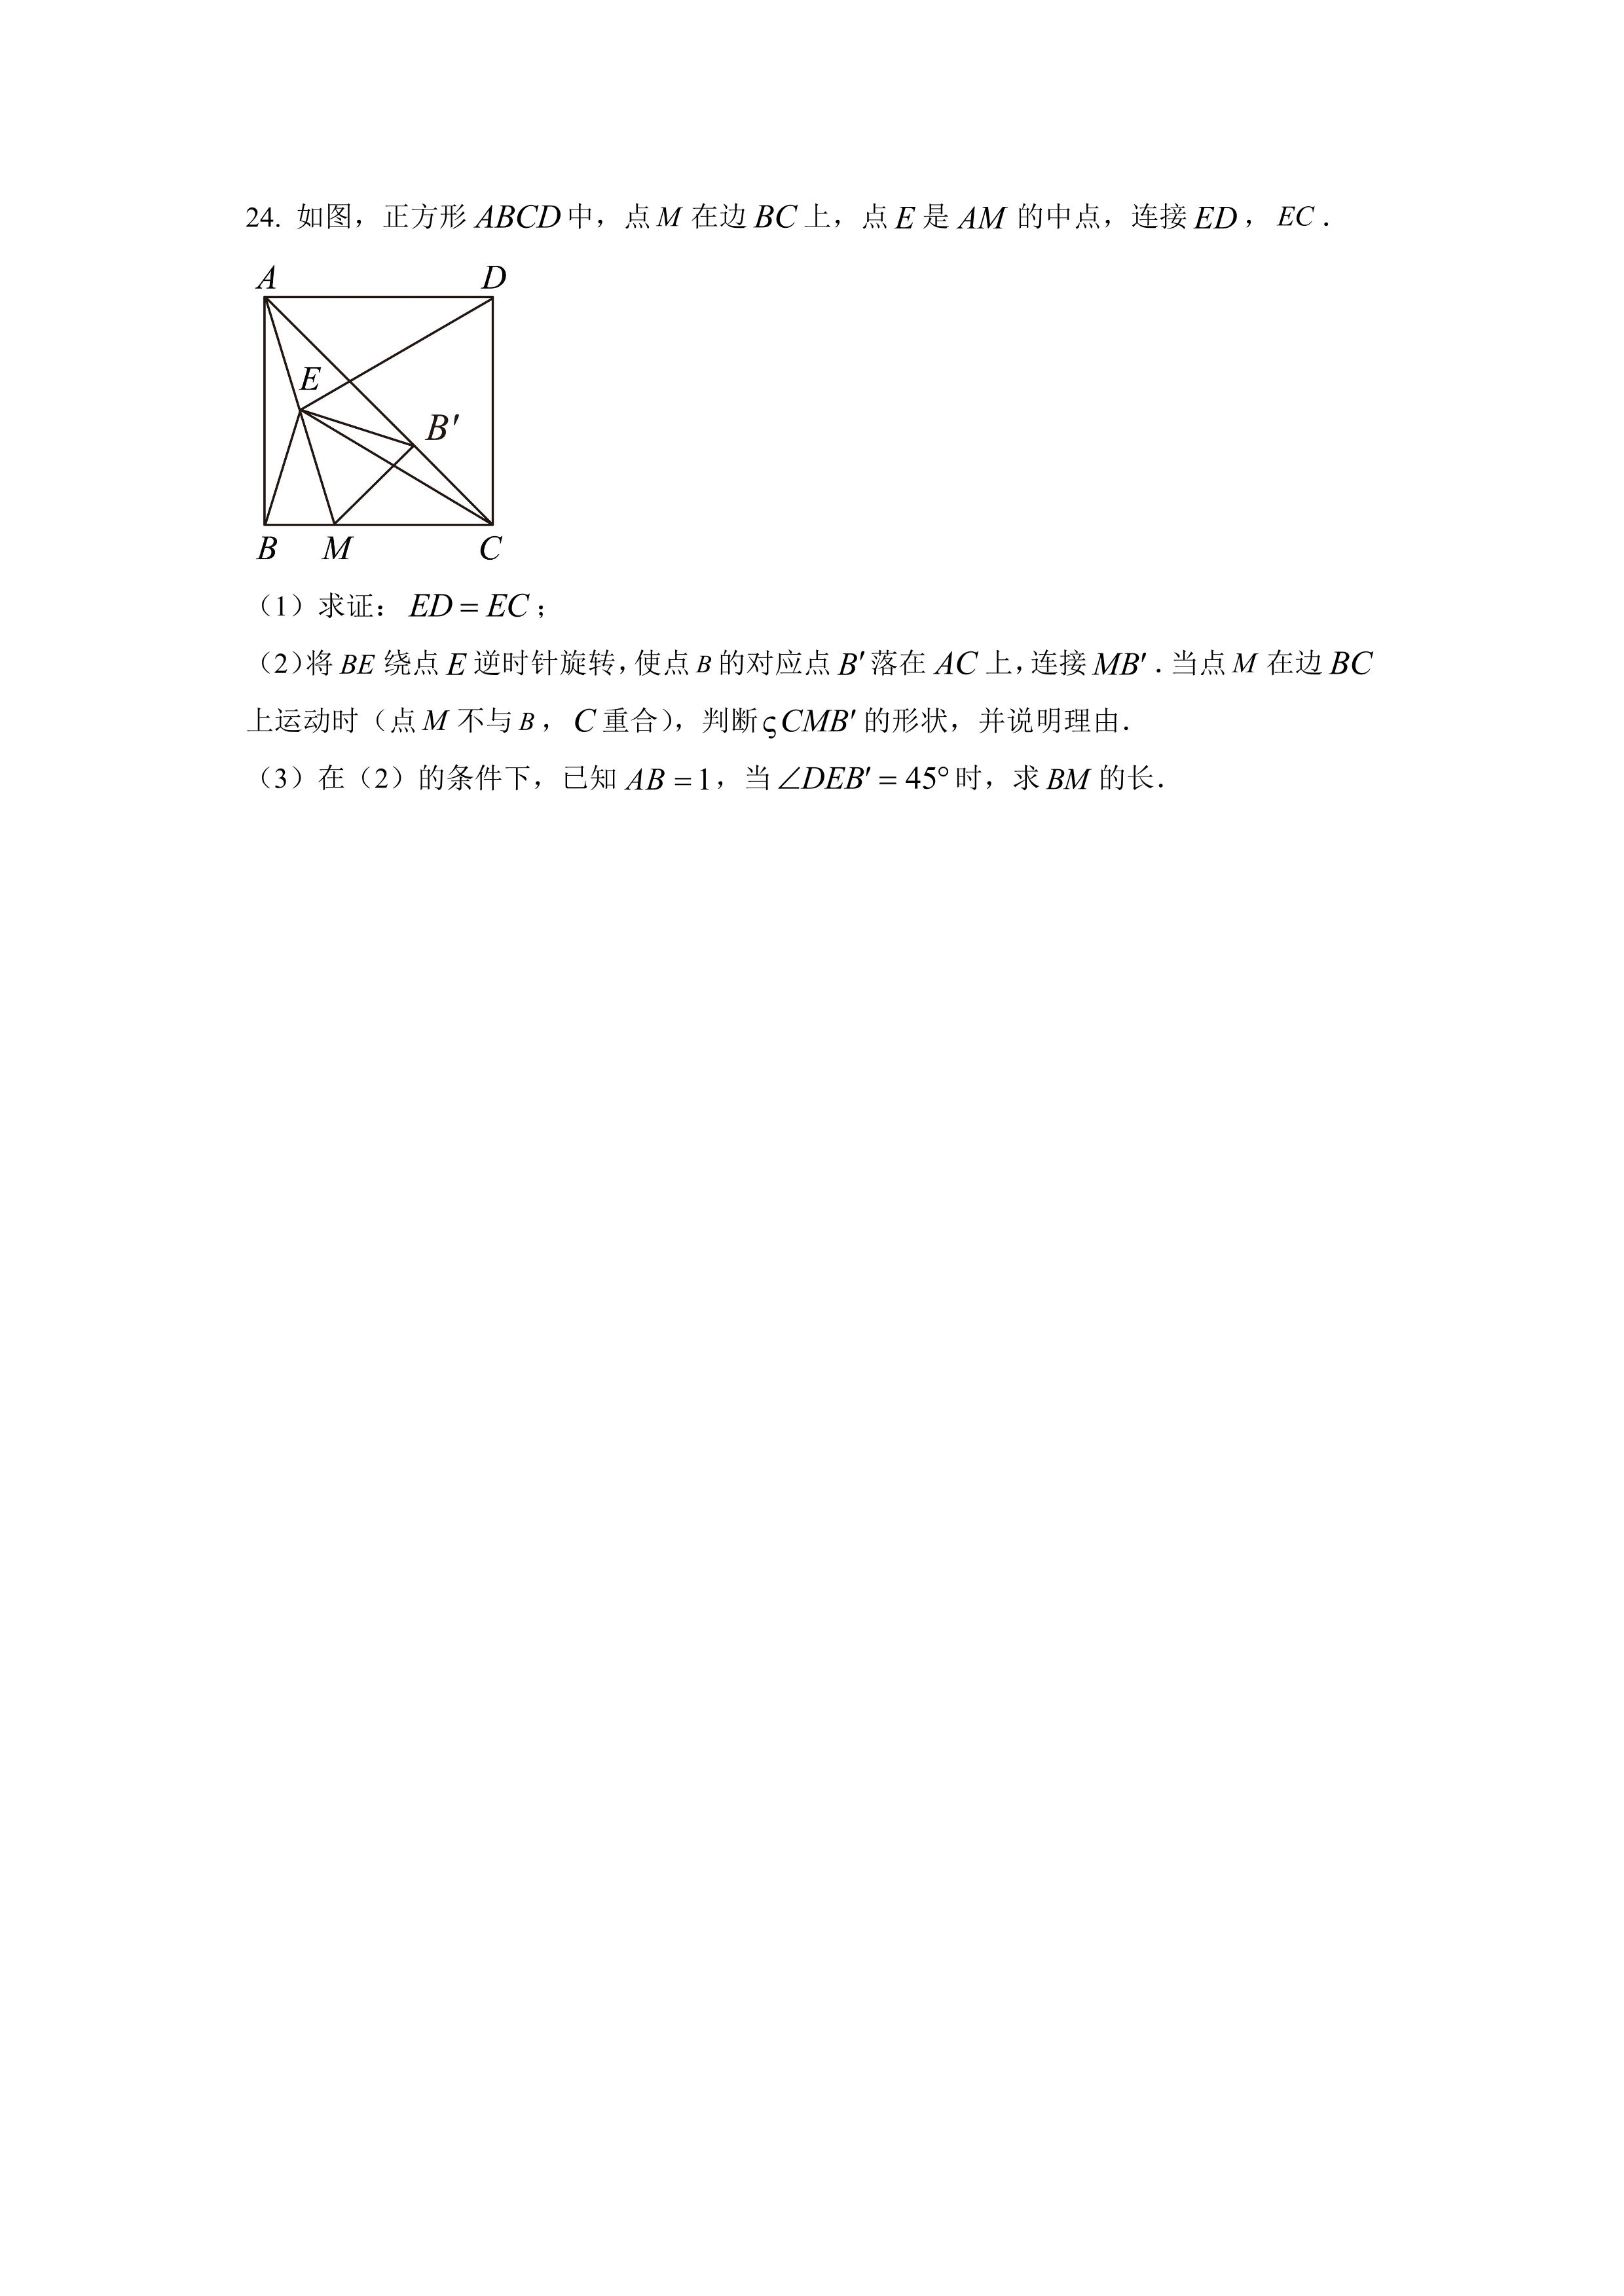 24. 如图，正方形 ABCD 中，点 M 在边 BC 上，点 E 是 AM 的中点，连接 ED， EC．
A D
E
B′
B M C
（1）求证： ED = EC；
（2）将 BE 绕点 E 逆时针旋转，使点 B 的对应点 B′ 落在 AC 上，连接 MB′．当点 M 在边 BC
上运动时（点 M 不与 B， C 重合），判断 ς CMB′ 的形状，并说明理由．
（3）在（2）的条件下，已知 AB = 1，当 ∠DEB′ = 45° 时，求 BM 的长．